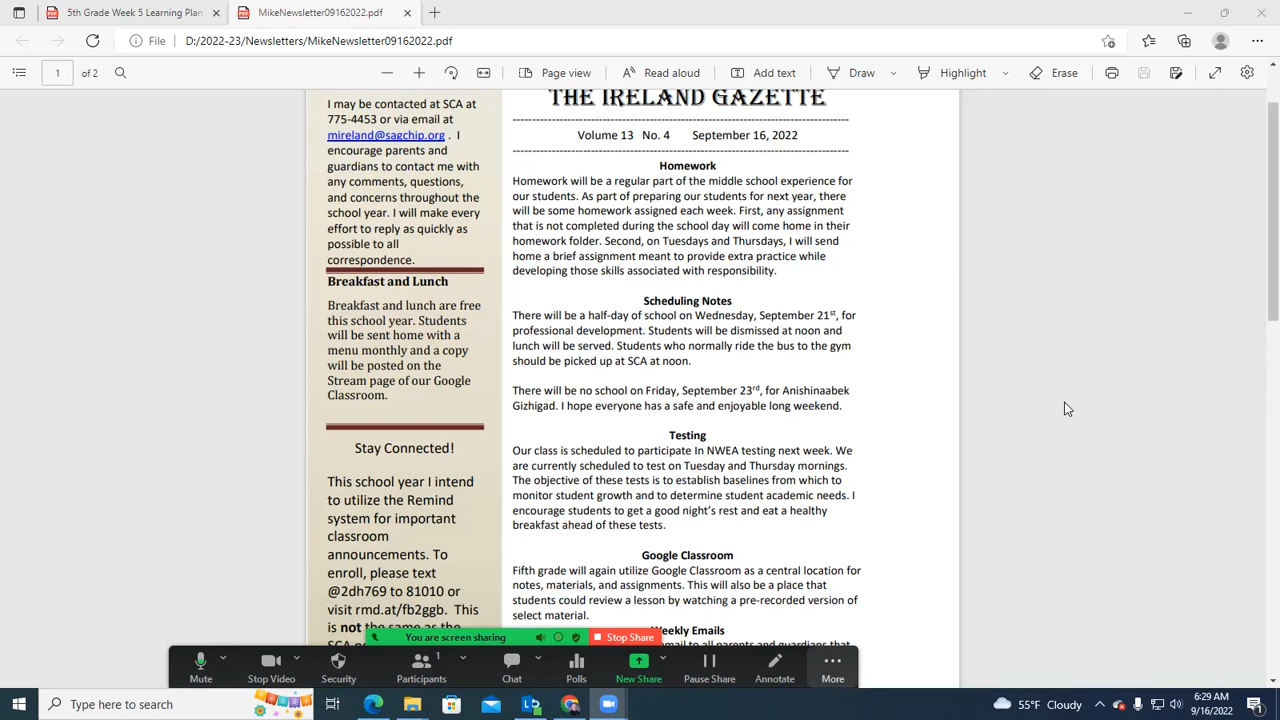 5th Grade Week 5 Learning Plan
MikeNewsletter09162022.pdf
File
D:/2022-23/Newsletters/MikeNewsletter09162022.pdf
1
of 2
Page view
Read aloud
Add text
Draw
Highlight
Erase
I may be contacted at SCA at
775-4453 or via email at
mireland@sagchip.org . I
encourage parents and
guardians to contact me with
any comments, questions,
and concerns throughout the
school year. I will make every
effort to reply as quickly as
possible to all
correspondence.
Breakfast and Lunch
Breakfast and lunch are free
this school year. Students
will be sent home with a
menu monthly and a copy
will be posted on the
Stream page of our Google
Classroom.
Stay Connected!
This school year I intend
to utilize the Remind
system for important
classroom
announcements. To
enroll, please text
@2dh769 to 81010 or
visit rmd.at/fb2ggb. This
is not the same as the
THE IRELAND GAZETTE
Volume 13 No. 4 September 16, 2022
Homework
Homework will be a regular part of the middle school experience for
our students. As part of preparing our students for next year, there
will be some homework assigned each week. First, any assignment
that is not completed during the school day will come home in their
homework folder. Second, on Tuesdays and Thursdays, I will send
home a brief assignment meant to provide extra practice while
developing those skills associated with responsibility.
Scheduling Notes
There will be a half-day of school on Wednesday, September 21st, for
professional development. Students will be dismissed at noon and
lunch will be served. Students who normally ride the bus to the gym
should be picked up at SCA at noon.
There will be no school on Friday, September 23rd, for Anishinaabek
Gizhigad. I hope everyone has a safe and enjoyable long weekend.
Testing
Our class is scheduled to participate In NWEA testing next week. We
are currently scheduled to test on Tuesday and Thursday mornings.
The objective of these tests is to establish baselines from which to
monitor student growth and to determine student academic needs. I
encourage students to get a good night's rest and eat a healthy
breakfast ahead of these tests.
Google Classroom
Fifth grade will again utilize Google Classroom as a central location for
notes, materials, and assignments. This will also be a place that
students could review a lesson by watching a pre-recorded version of
select material.
Weekly Emails
email to all parents and guardians that
You are screen sharing
Stop Share
Mute
Stop Video
Security
1
Participants
Chat
Polls
New Share
Pause Share
Annotate
More
Type here to search
55°F Cloudy
6:29 AM
9/16/2022
1